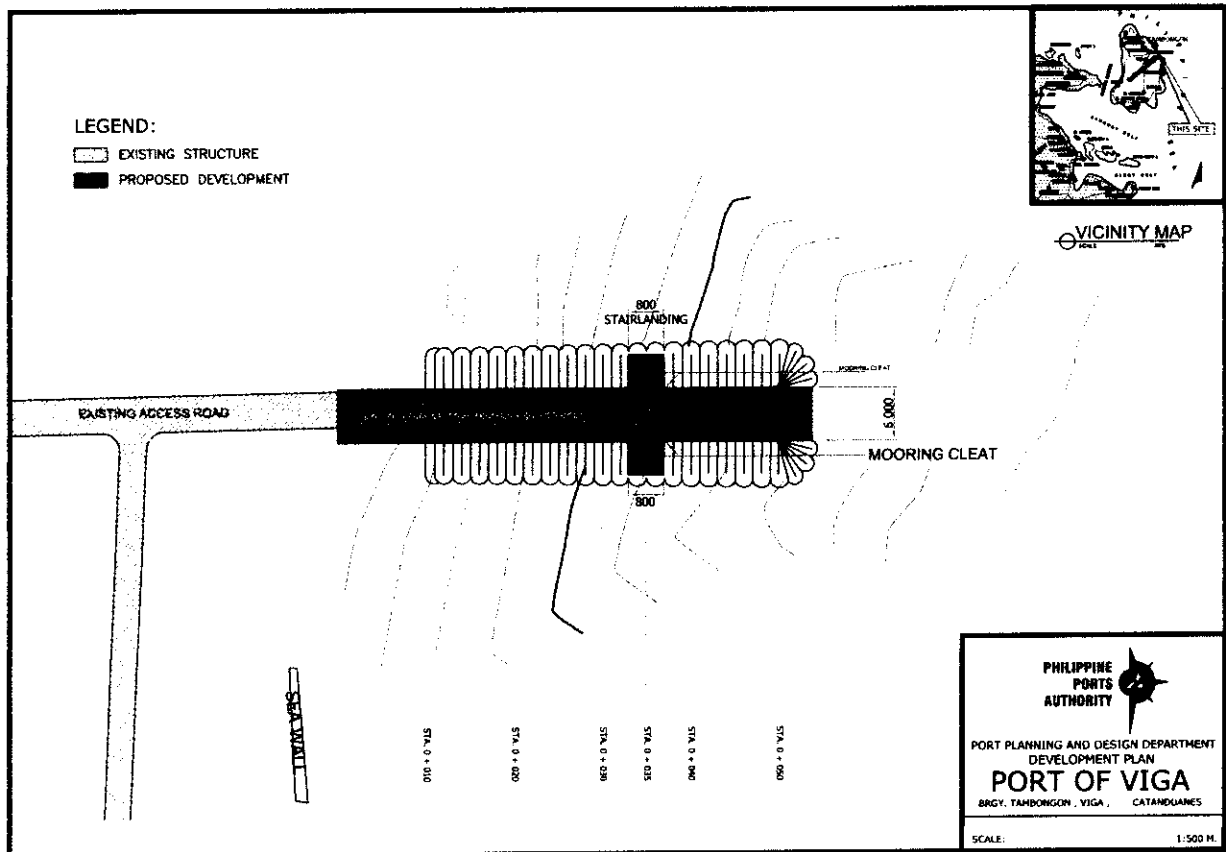 LEGEND:
EXISTING STRUCTURE
PROPOSED DEVELOPMENT
THIS SITE
VICINITY MAP
SCALE
NTS
800
STAIRLANDING
MOORING CLEAT
EXISTING ACCESS ROAD
6.000
MOORING CLEAT
800
SEA WALL
STA. 0 + 010
STA. 0 + 020
STA. 0 + 030
STA. 0 + 035
STA. 0 + 040
STA. 0 + 050
PHILIPPINE
PORTS
AUTHORITY
PORT PLANNING AND DESIGN DEPARTMENT
DEVELOPMENT PLAN
PORT OF VIGA
BRGY. TAMBONGON , VIGA , CATANDUANES
SCALE: 1:500 M.